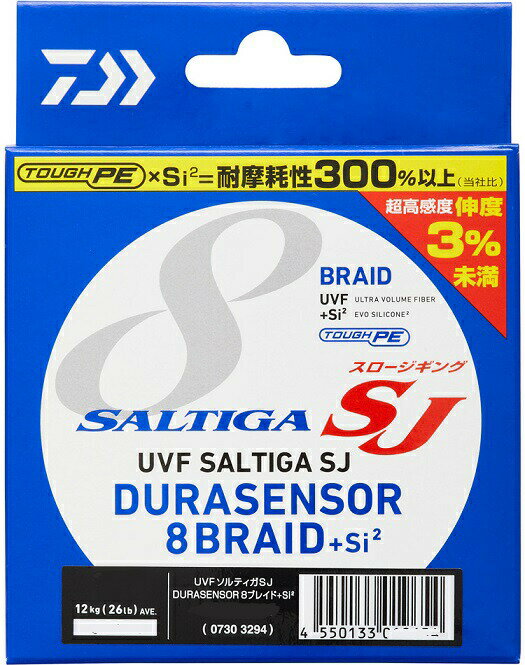 TOUGH PE×Si²=耐摩耗性300%以上(当社比)
超高感度伸度
3%
未満
8
BRAID
UVF ULTRA VOLUME FIBER
+Si² EVO SILICONE²
TOUGH PE
スロージギング
SALTIGA SJ
UVF SALTIGA SJ
DURASENSOR
8BRAID+Si²
12kg(26lb)AVE.
UVFソルティガSJ
DURASENSOR 8ブレイド+SI²
(0730 3294)
4 550133